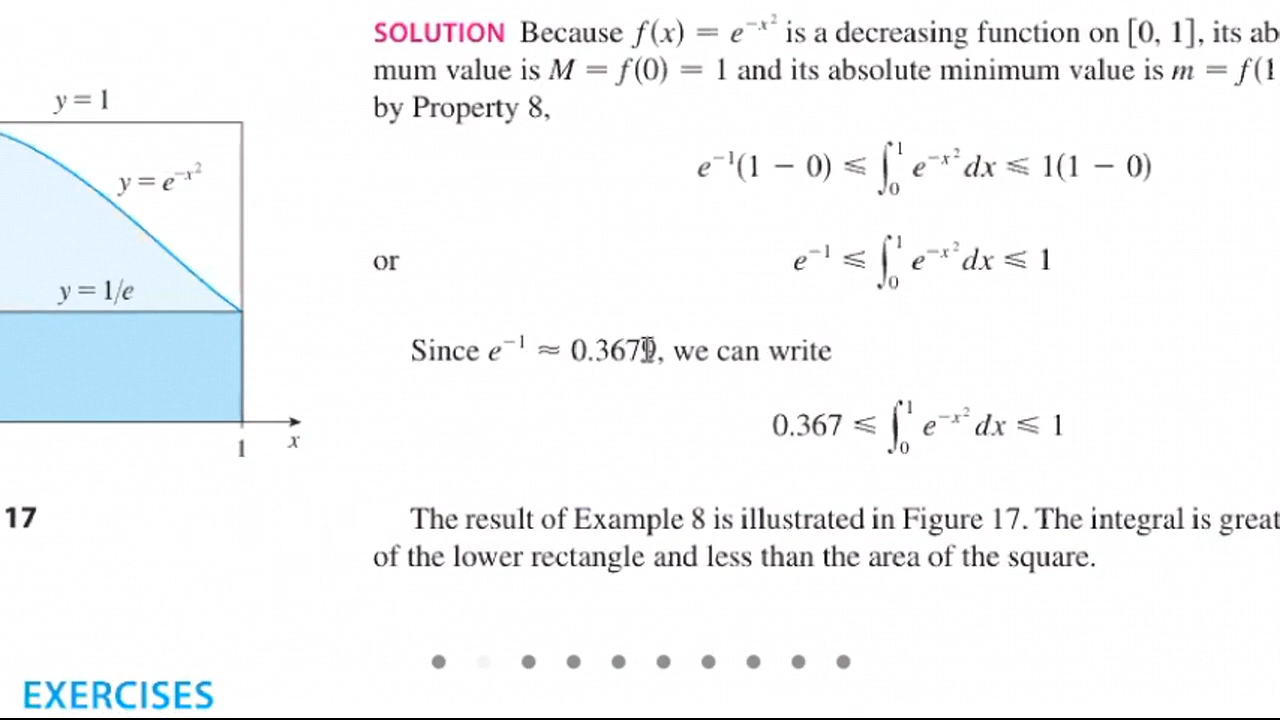 SOLUTION Because f(x) = e^{-x^2} is a decreasing function on [0, 1], its ab
mum value is M = f(0) = 1 and its absolute minimum value is m = f(1
by Property 8,
y = 1
e^{-1}(1 − 0) ≤ ∫_0^1 e^{-x^2} dx ≤ 1(1 − 0)
y = e^{-x^2}
or e^{-1} ≤ ∫_0^1 e^{-x^2} dx ≤ 1
y = 1/e
Since e^{-1} ≈ 0.3679, we can write
0.367 ≤ ∫_0^1 e^{-x^2} dx ≤ 1
1 x
17
The result of Example 8 is illustrated in Figure 17. The integral is great
of the lower rectangle and less than the area of the square.
EXERCISES